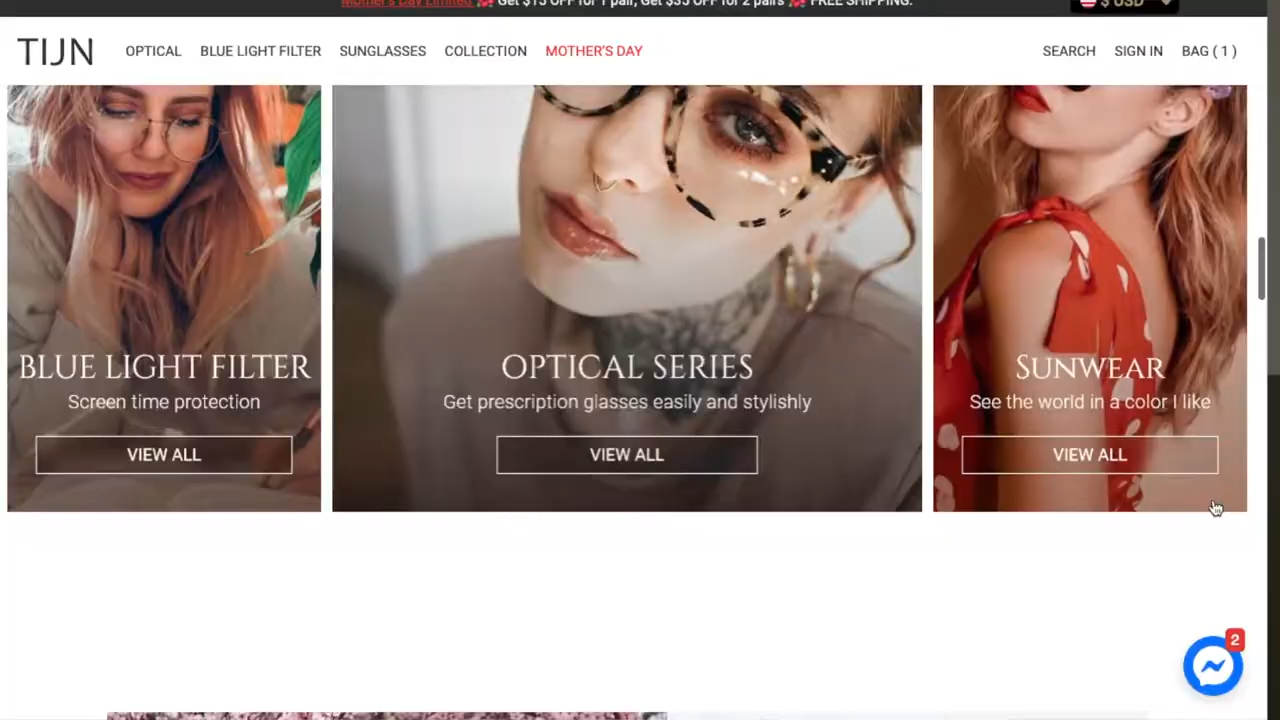 Mother's Day Limited Get $15 OFF for 1 pair, Get $35 OFF for 2 pairs FREE SHIPPING.
$ USD
TIJN
OPTICAL BLUE LIGHT FILTER SUNGLASSES COLLECTION MOTHER'S DAY
SEARCH SIGN IN BAG ( 1 )
BLUE LIGHT FILTER
Screen time protection
VIEW ALL
OPTICAL SERIES
Get prescription glasses easily and stylishly
VIEW ALL
SUNWEAR
See the world in a color I like
VIEW ALL
2